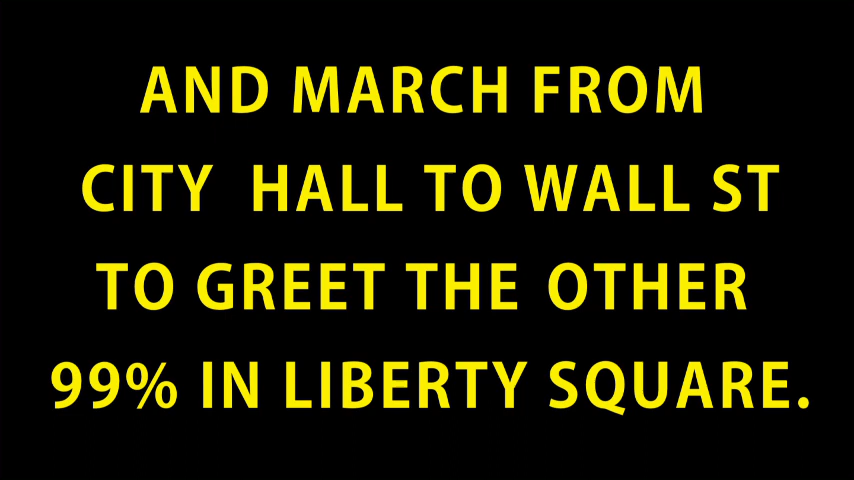 AND MARCH FROM
CITY HALL TO WALL ST
TO GREET THE OTHER
99% IN LIBERTY SQUARE.